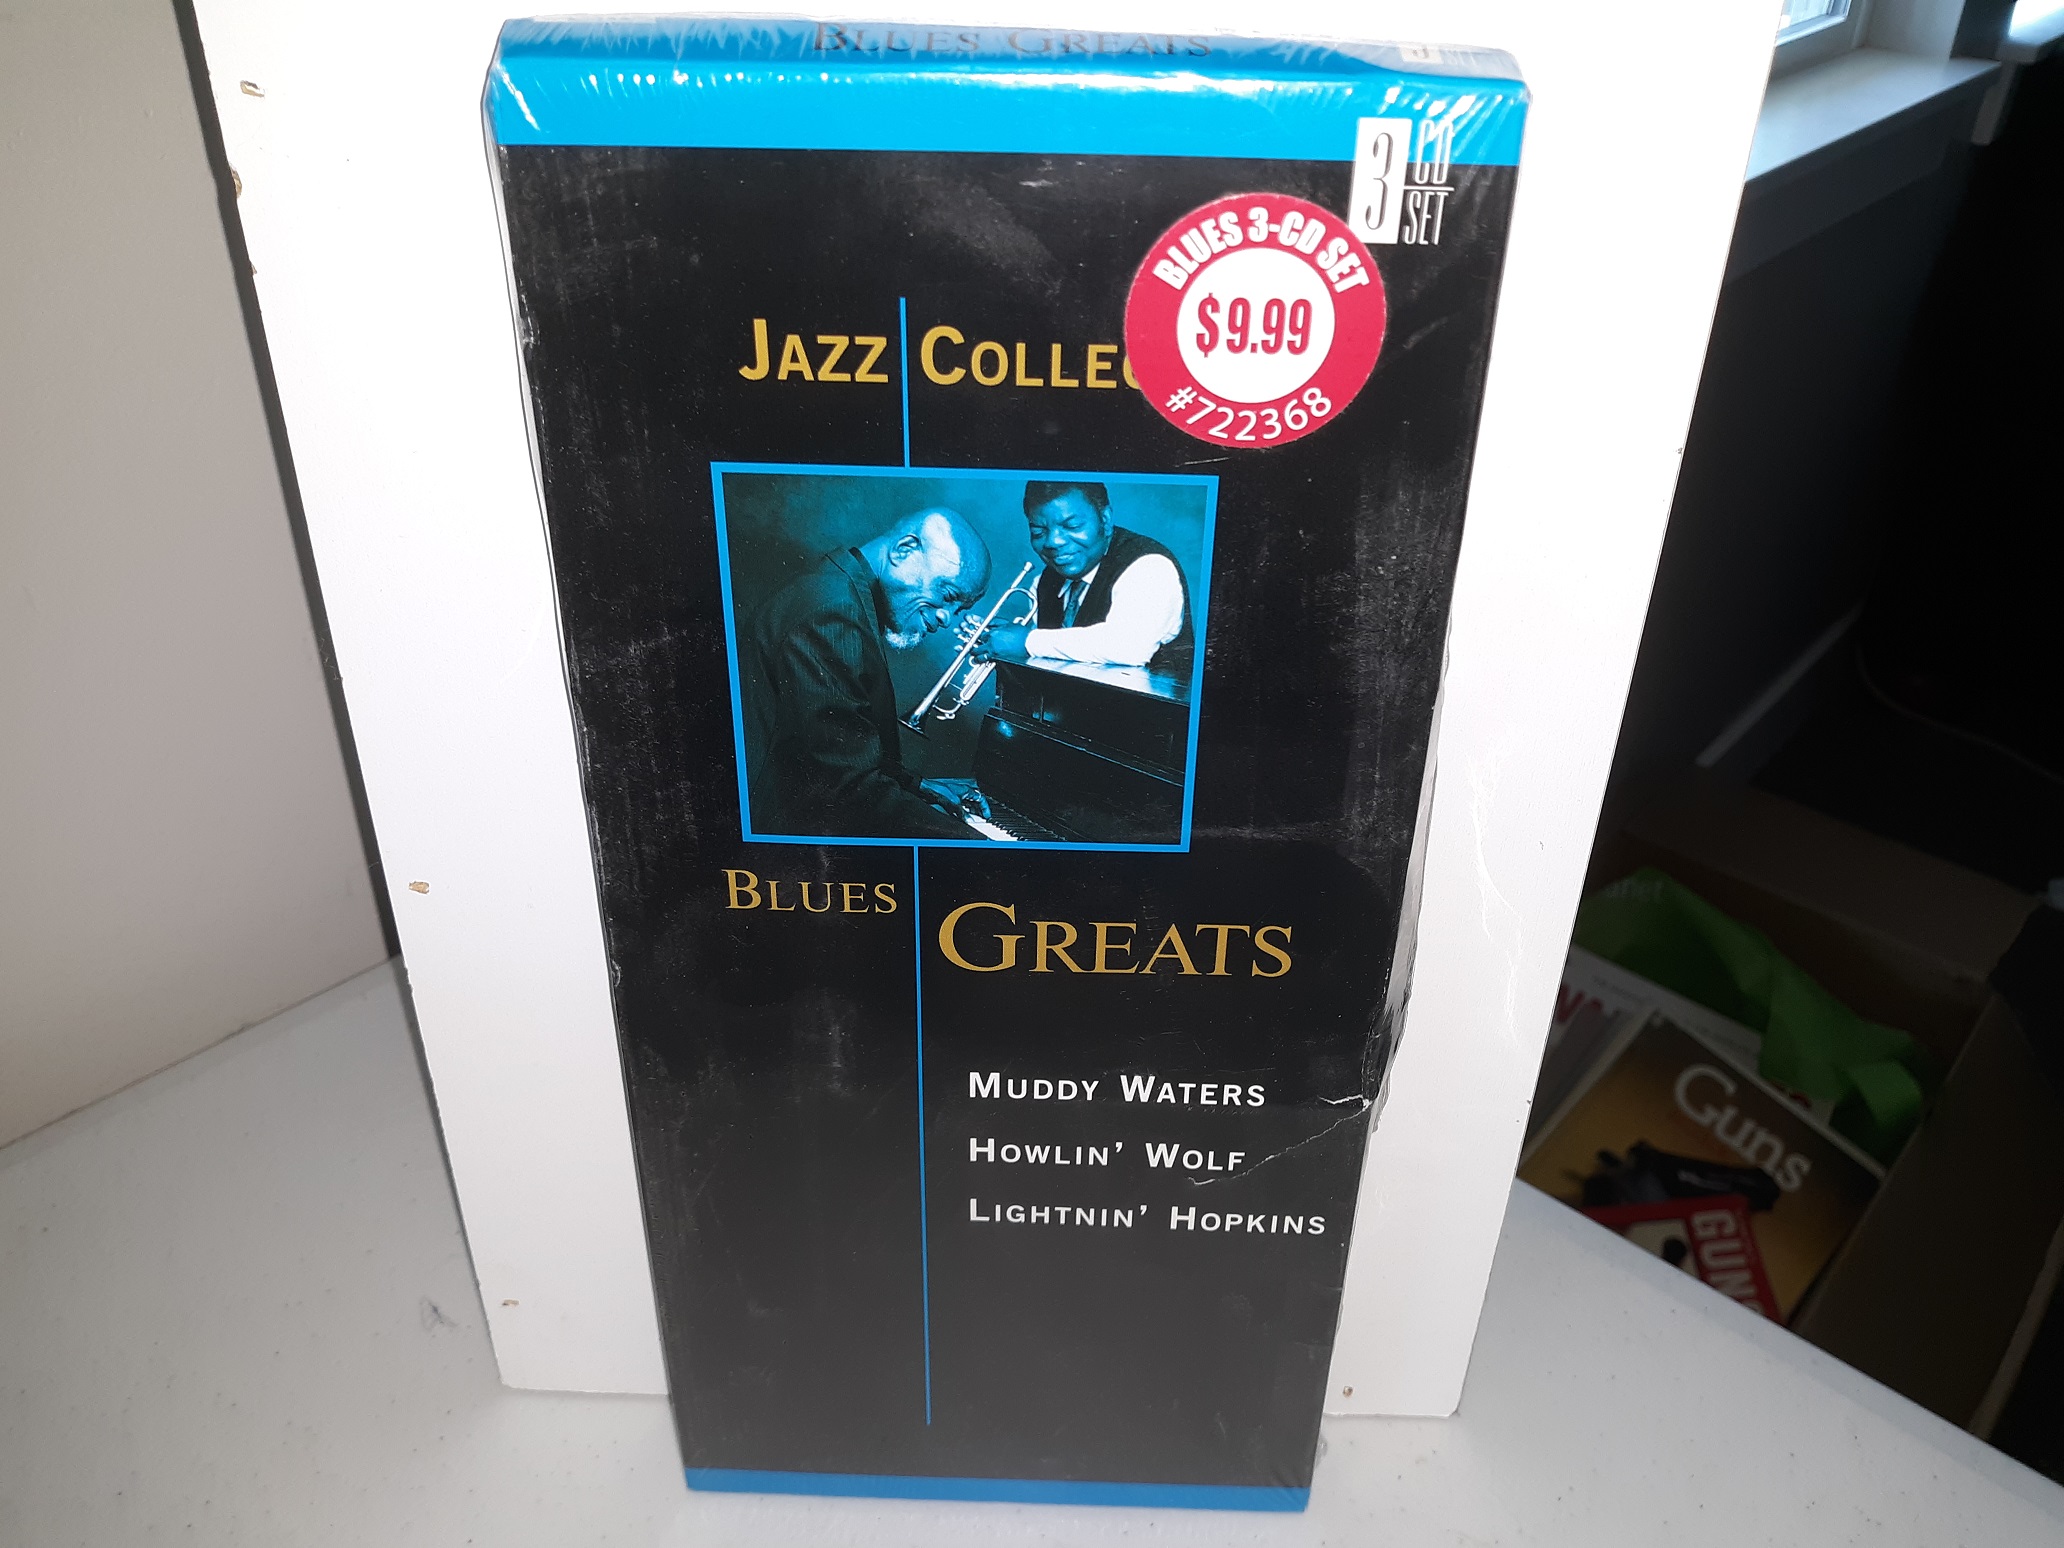 BLUES GREATS
3 CD SET
BLUES 3-CD SET
$9.99
#722368
JAZZ COLLEC
BLUES GREATS
MUDDY WATERS
HOWLIN' WOLF
LIGHTNIN' HOPKINS
Guns
GUNS